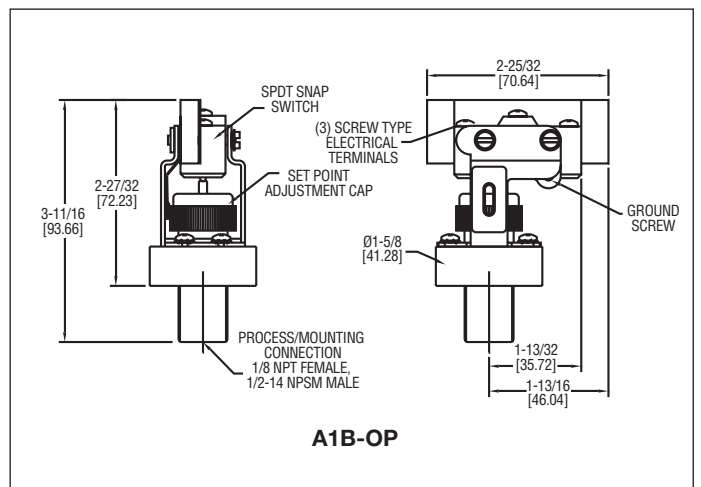 SPDT SNAP
SWITCH
2-25/32
[70.64]
(3) SCREW TYPE
ELECTRICAL
TERMINALS
2-27/32
[72.23]
SET POINT
ADJUSTMENT CAP
3-11/16
[93.66]
GROUND
SCREW
Ø1-5/8
[41.28]
PROCESS/MOUNTING
CONNECTION
1/8 NPT FEMALE,
1/2-14 NPSM MALE
1-13/32
[35.72]
1-13/16
[46.04]
A1B-OP